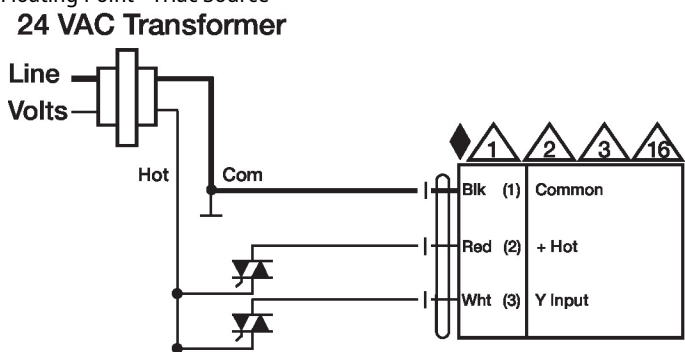 Floating Point - Triac Source
24 VAC Transformer
Line
Volts
Hot
Com
1 2 3 16
Blk (1) Common
Red (2) + Hot
Wht (3) Y Input